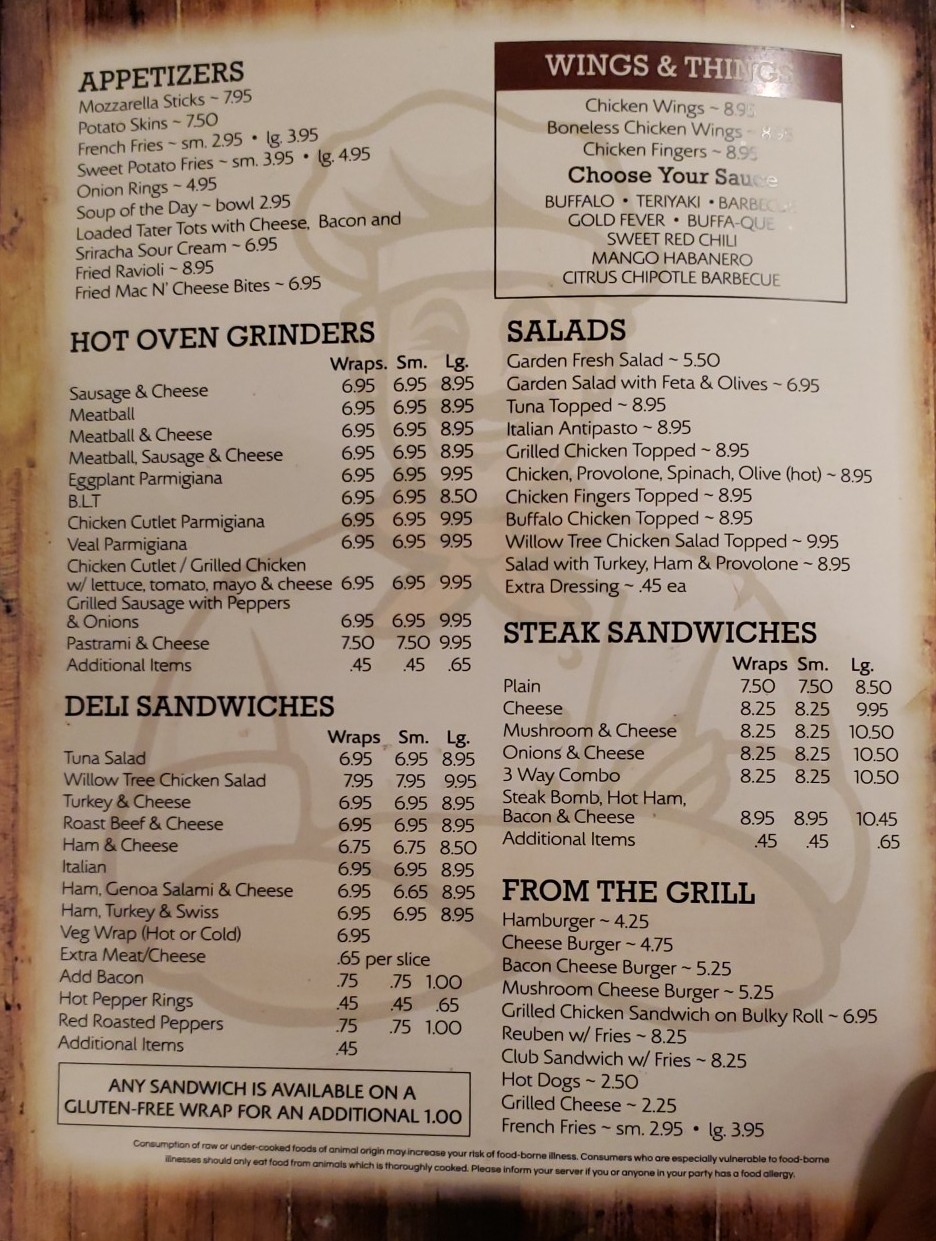 APPETIZERS
Mozzarella Sticks ~ 7.95
Potato Skins ~ 7.50
French Fries ~ sm. 2.95 • lg. 3.95
Sweet Potato Fries ~ sm. 3.95 • lg. 4.95
Onion Rings ~ 4.95
Soup of the Day ~ bowl 2.95
Loaded Tater Tots with Cheese, Bacon and
Sriracha Sour Cream ~ 6.95
Fried Ravioli ~ 8.95
Fried Mac N' Cheese Bites ~ 6.95
WINGS & THINGS
Chicken Wings ~ 8.95
Boneless Chicken Wings ~ 8.95
Chicken Fingers ~ 8.95
Choose Your Sauce
BUFFALO • TERIYAKI • BARBECUE
GOLD FEVER • BUFFA-QUE
SWEET RED CHILI
MANGO HABANERO
CITRUS CHIPOTLE BARBECUE
HOT OVEN GRINDERS
Wraps. Sm. Lg.
Sausage & Cheese 6.95 6.95 8.95
Meatball 6.95 6.95 8.95
Meatball & Cheese 6.95 6.95 8.95
Meatball, Sausage & Cheese 6.95 6.95 8.95
Eggplant Parmigiana 6.95 6.95 9.95
B.L.T 6.95 6.95 8.50
Chicken Cutlet Parmigiana 6.95 6.95 9.95
Veal Parmigiana 6.95 6.95 9.95
Chicken Cutlet / Grilled Chicken
w/ lettuce, tomato, mayo & cheese 6.95 6.95 9.95
Grilled Sausage with Peppers
& Onions 6.95 6.95 9.95
Pastrami & Cheese 7.50 7.50 9.95
Additional Items .45 .45 .65
DELI SANDWICHES
Wraps Sm. Lg.
Tuna Salad 6.95 6.95 8.95
Willow Tree Chicken Salad 7.95 7.95 9.95
Turkey & Cheese 6.95 6.95 8.95
Roast Beef & Cheese 6.95 6.95 8.95
Ham & Cheese 6.75 6.75 8.50
Italian 6.95 6.95 8.95
Ham, Genoa Salami & Cheese 6.95 6.65 8.95
Ham, Turkey & Swiss 6.95 6.95 8.95
Veg Wrap (Hot or Cold) 6.95
Extra Meat/Cheese .65 per slice
Add Bacon .75 .75 1.00
Hot Pepper Rings .45 .45 .65
Red Roasted Peppers .75 .75 1.00
Additional Items .45
ANY SANDWICH IS AVAILABLE ON A
GLUTEN-FREE WRAP FOR AN ADDITIONAL 1.00
SALADS
Garden Fresh Salad ~ 5.50
Garden Salad with Feta & Olives ~ 6.95
Tuna Topped ~ 8.95
Italian Antipasto ~ 8.95
Grilled Chicken Topped ~ 8.95
Chicken, Provolone, Spinach, Olive (hot) ~ 8.95
Chicken Fingers Topped ~ 8.95
Buffalo Chicken Topped ~ 8.95
Willow Tree Chicken Salad Topped ~ 9.95
Salad with Turkey, Ham & Provolone ~ 8.95
Extra Dressing ~ .45 ea
STEAK SANDWICHES
Wraps Sm. Lg.
Plain 7.50 7.50 8.50
Cheese 8.25 8.25 9.95
Mushroom & Cheese 8.25 8.25 10.50
Onions & Cheese 8.25 8.25 10.50
3 Way Combo 8.25 8.25 10.50
Steak Bomb, Hot Ham,
Bacon & Cheese 8.95 8.95 10.45
Additional Items .45 .45 .65
FROM THE GRILL
Hamburger ~ 4.25
Cheese Burger ~ 4.75
Bacon Cheese Burger ~ 5.25
Mushroom Cheese Burger ~ 5.25
Grilled Chicken Sandwich on Bulky Roll ~ 6.95
Reuben w/ Fries ~ 8.25
Club Sandwich w/ Fries ~ 8.25
Hot Dogs ~ 2.50
Grilled Cheese ~ 2.25
French Fries ~ sm. 2.95 • lg. 3.95
Consumption of raw or under-cooked foods of animal origin may increase your risk of food-borne illness. Consumers who are especially vulnerable to food-borne
illnesses should only eat food from animals which is thoroughly cooked. Please inform your server if you or anyone in your party has a food allergy.